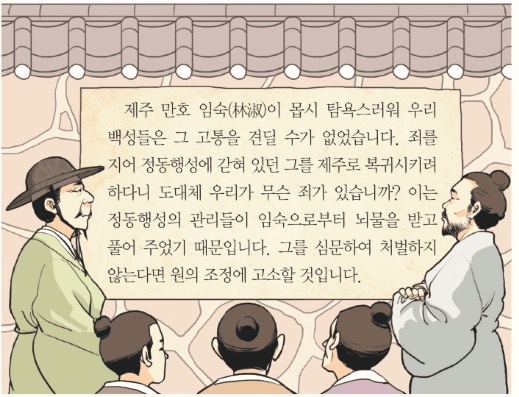 제주 만호 임숙(林淑)이 몹시 탐욕스러워 우리
백성들은 그 고통을 견딜 수가 없었습니다. 죄를
지어 정동행성에 갇혀 있던 그를 제주로 복귀시키려
하다니 도대체 우리가 무슨 죄가 있습니까? 이는
정동행성의 관리들이 임숙으로부터 뇌물을 받고
풀어 주었기 때문입니다. 그를 심문하여 처벌하지
않는다면 원의 조정에 고소할 것입니다.